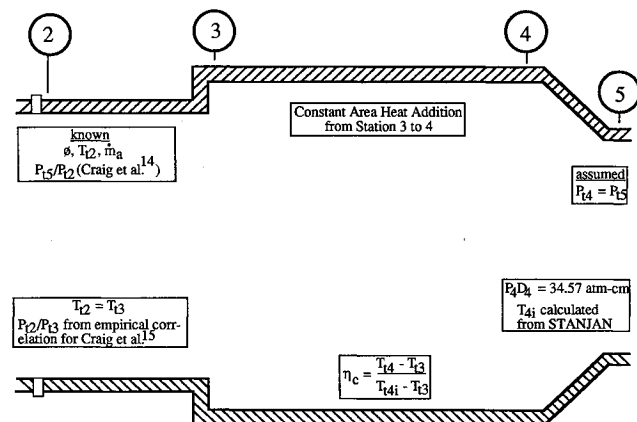 2
3
4
5
known
ø, Tt2, ṁa
Pt5/Pt2 (Craig et al.14)
Constant Area Heat Addition
from Station 3 to 4
assumed
Pt4 = Pt5
Tt2 = Tt3
Pt2/Pt3 from empirical corr-
elation for Craig et al.15
ηc = Tt4 - Tt3
Tt4i - Tt3
P4D4 = 34.57 atm-cm
T4i calculated
from STANJAN